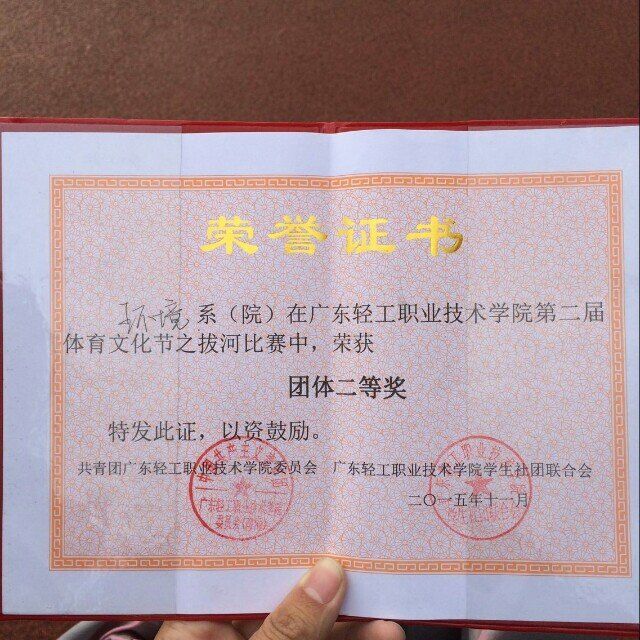 荣誉证书
环境系（院）在广东轻工职业技术学院第二届
体育文化节之拔河比赛中，荣获
团体二等奖
特发此证，以资鼓励。
共青团广东轻工职业技术学院委员会 广东轻工职业技术学院学生社团联合会
二〇一五年十一月